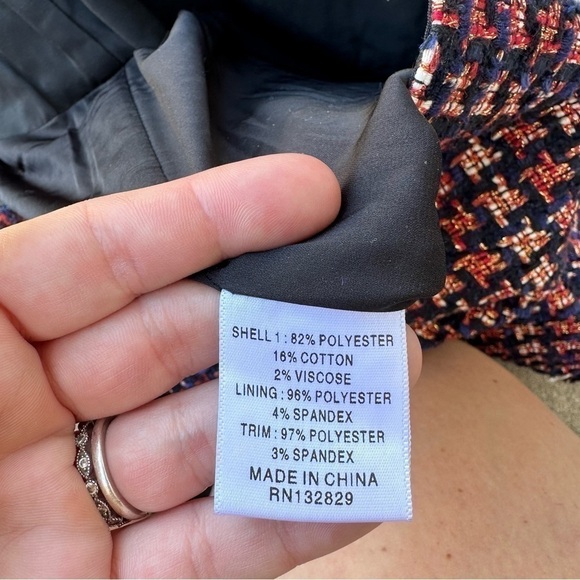 SHELL 1 : 82% POLYESTER
16% COTTON
2% VISCOSE
LINING : 96% POLYESTER
4% SPANDEX
TRIM : 97% POLYESTER
3% SPANDEX
MADE IN CHINA
RN132829